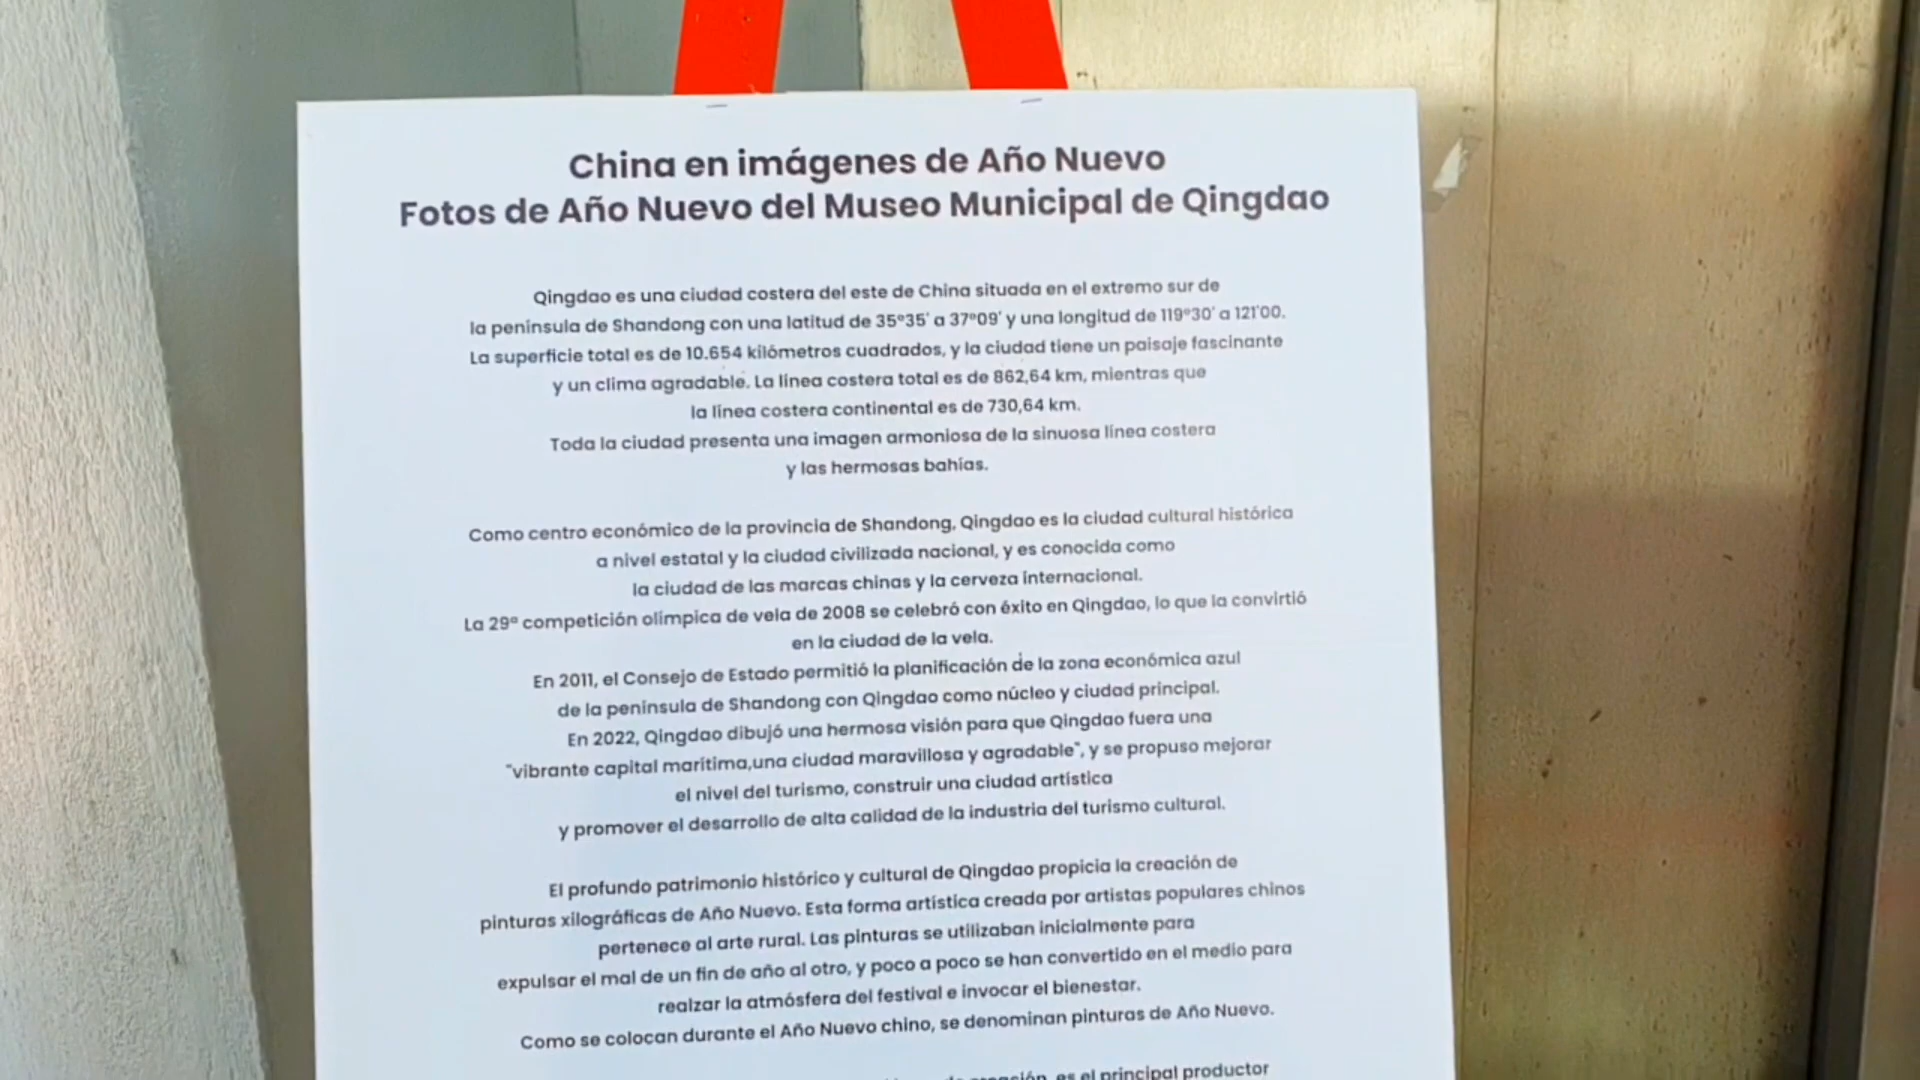 China en imágenes de Año Nuevo
Fotos de Año Nuevo del Museo Municipal de Qingdao
Qingdao es una ciudad costera del este de China situada en el extremo sur de
la península de Shandong con una latitud de 35°35' a 37°09' y una longitud de 119°30' a 121'00.
La superficie total es de 10.654 kilómetros cuadrados, y la ciudad tiene un paisaje fascinante
y un clima agradable. La línea costera total es de 862,64 km, mientras que
la línea costera continental es de 730,64 km.
Toda la ciudad presenta una imagen armoniosa de la sinuosa línea costera
y las hermosas bahías.
Como centro económico de la provincia de Shandong, Qingdao es la ciudad cultural histórica
a nivel estatal y la ciudad civilizada nacional, y es conocida como
la ciudad de las marcas chinas y la cerveza internacional.
La 29ª competición olímpica de vela de 2008 se celebró con éxito en Qingdao, lo que la convirtió
en la ciudad de la vela.
En 2011, el Consejo de Estado permitió la planificación de la zona económica azul
de la península de Shandong con Qingdao como núcleo y ciudad principal.
En 2022, Qingdao dibujó una hermosa visión para que Qingdao fuera una
"vibrante capital marítima,una ciudad maravillosa y agradable", y se propuso mejorar
el nivel del turismo, construir una ciudad artística
y promover el desarrollo de alta calidad de la industria del turismo cultural.
El profundo patrimonio histórico y cultural de Qingdao propicia la creación de
pinturas xilográficas de Año Nuevo. Esta forma artística creada por artistas populares chinos
pertenece al arte rural. Las pinturas se utilizaban inicialmente para
expulsar el mal de un fin de año al otro, y poco a poco se han convertido en el medio para
realzar la atmósfera del festival e invocar el bienestar.
Como se colocan durante el Año Nuevo chino, se denominan pinturas de Año Nuevo.
es el principal productor